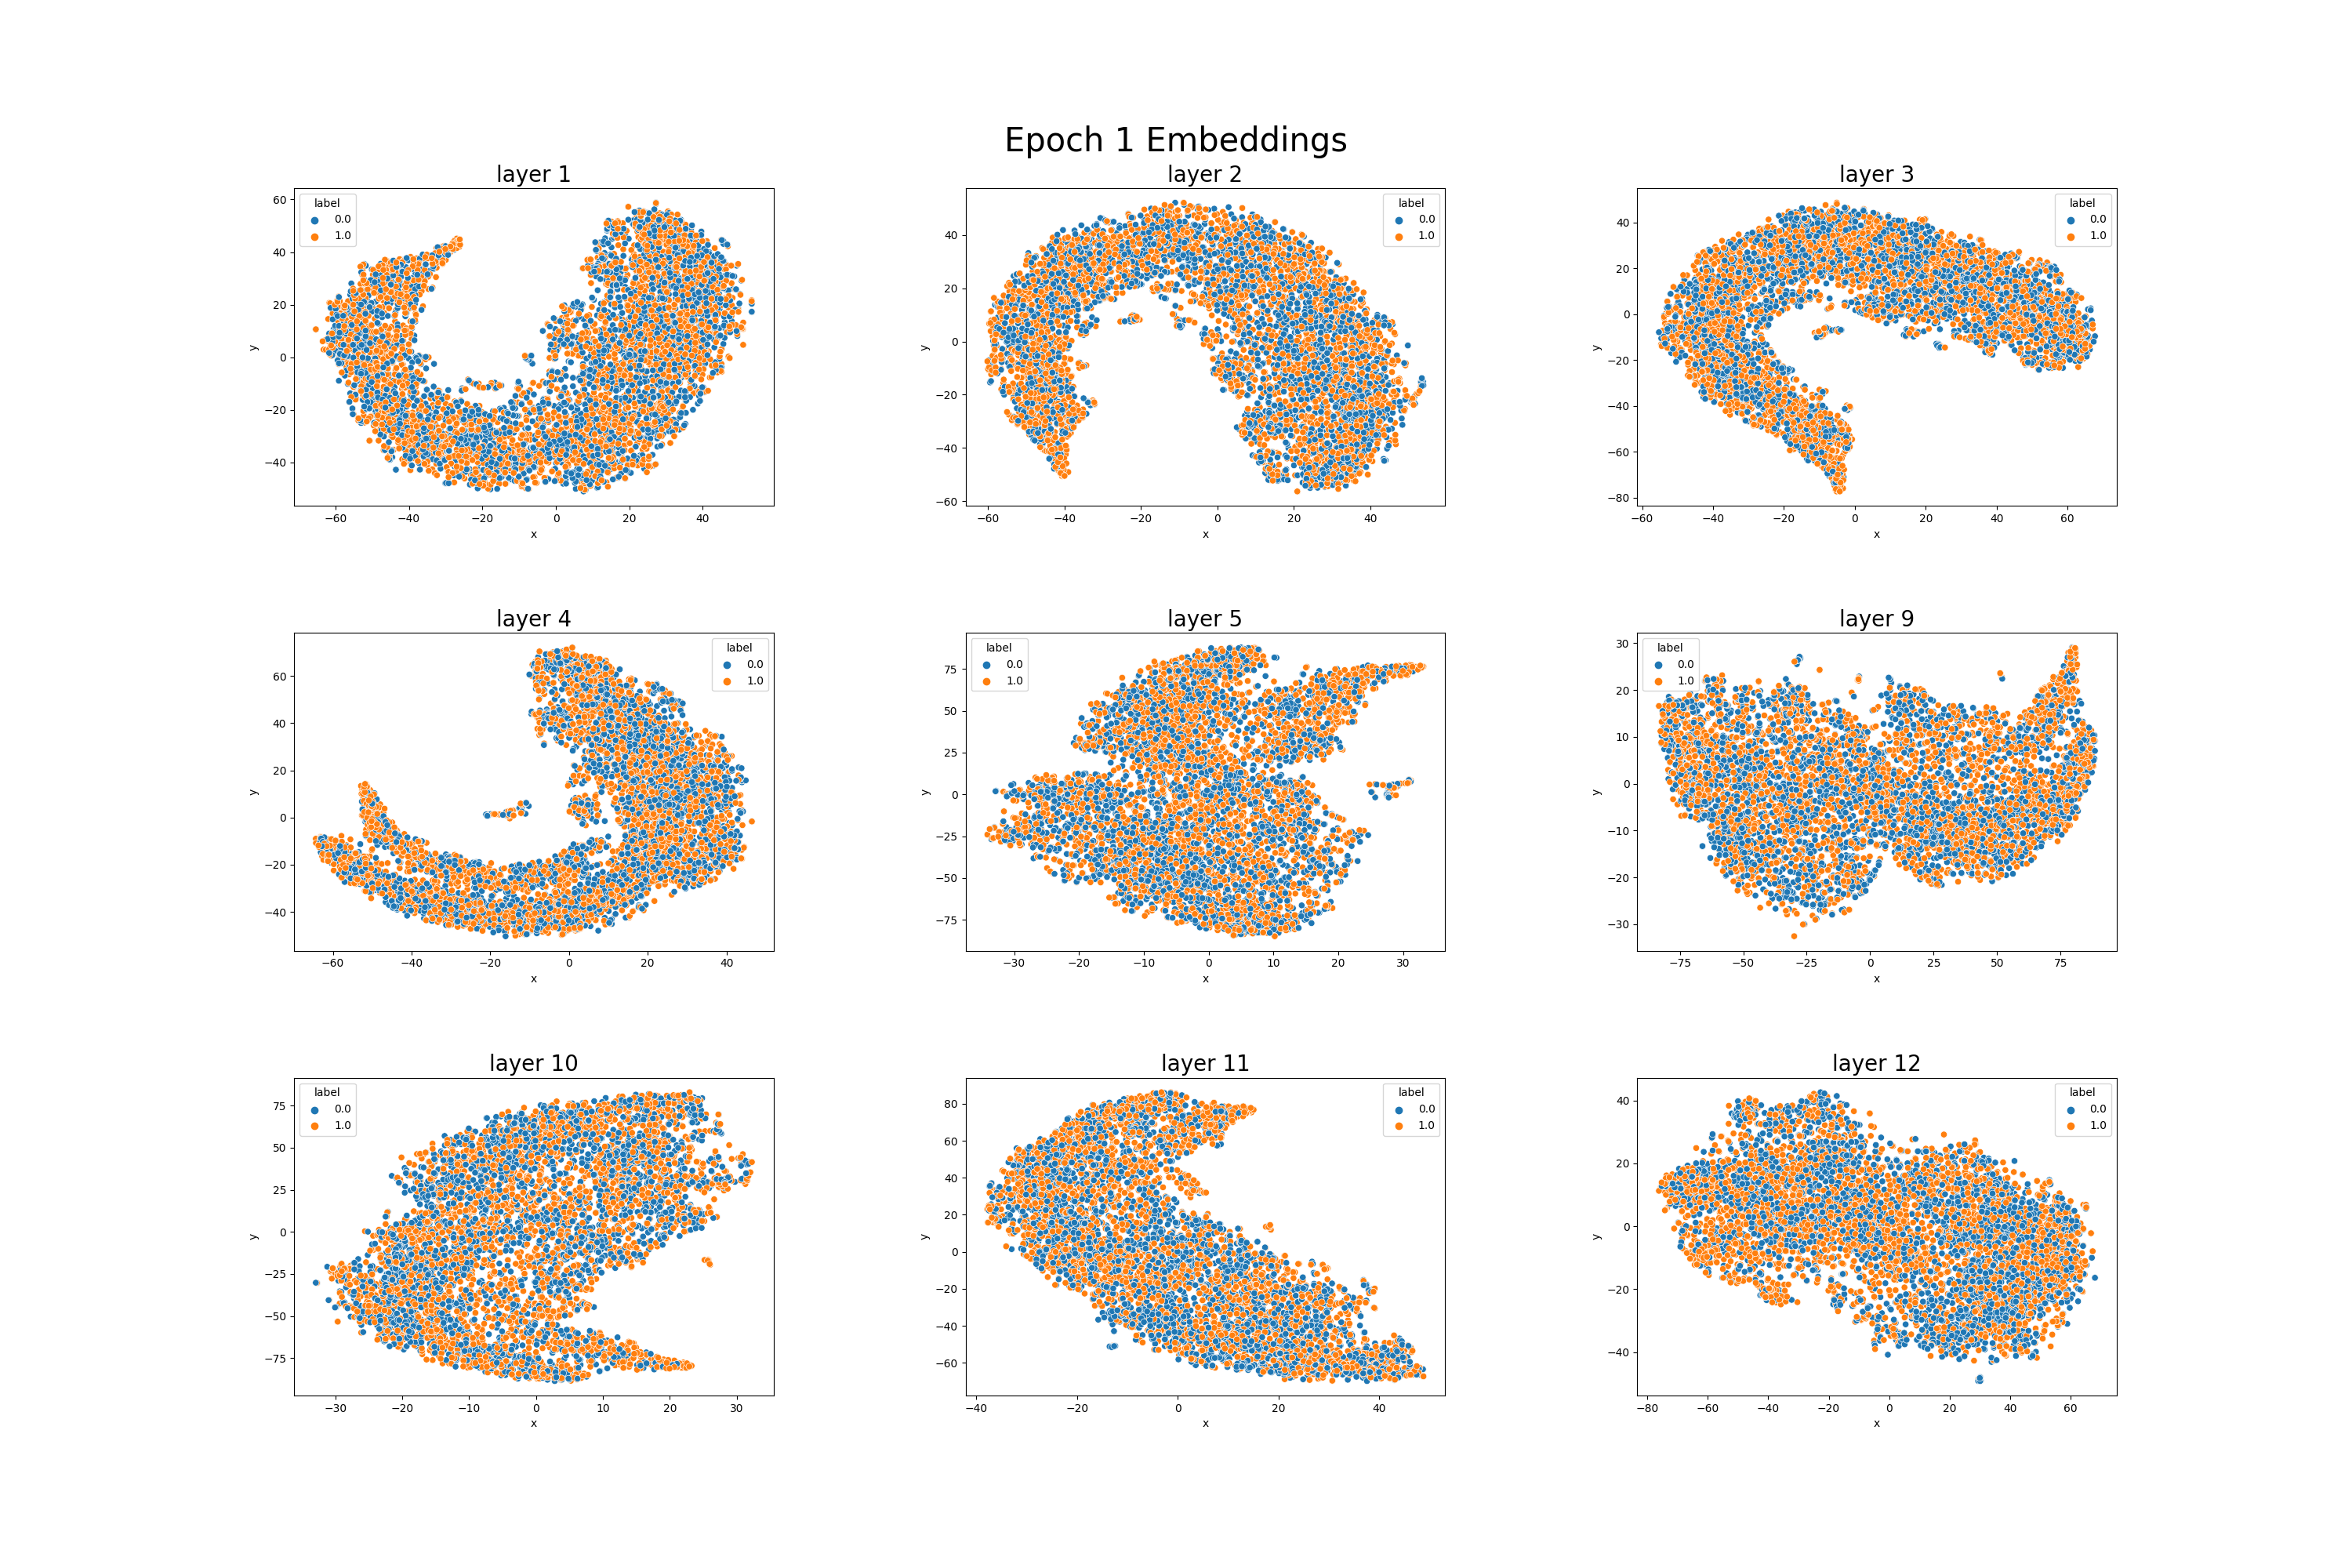 Epoch 1 Embeddings
layer 1
label
0.0
1.0
60
40
20
0
−20
−40
y
−60 −40 −20 0 20 40
x
layer 2
label
0.0
1.0
40
20
0
−20
−40
−60
y
−60 −40 −20 0 20 40
x
layer 3
label
0.0
1.0
40
20
0
−20
−40
−60
−80
y
−60 −40 −20 0 20 40 60
x
layer 4
label
0.0
1.0
60
40
20
0
−20
−40
y
−60 −40 −20 0 20 40
x
layer 5
label
0.0
1.0
75
50
25
0
−25
−50
−75
y
−30 −20 −10 0 10 20 30
x
layer 9
label
0.0
1.0
30
20
10
0
−10
−20
−30
y
−75 −50 −25 0 25 50 75
x
layer 10
label
0.0
1.0
75
50
25
0
−25
−50
−75
y
−30 −20 −10 0 10 20 30
x
layer 11
label
0.0
1.0
80
60
40
20
0
−20
−40
−60
y
−40 −20 0 20 40
x
layer 12
label
0.0
1.0
40
20
0
−20
−40
y
−80 −60 −40 −20 0 20 40 60
x